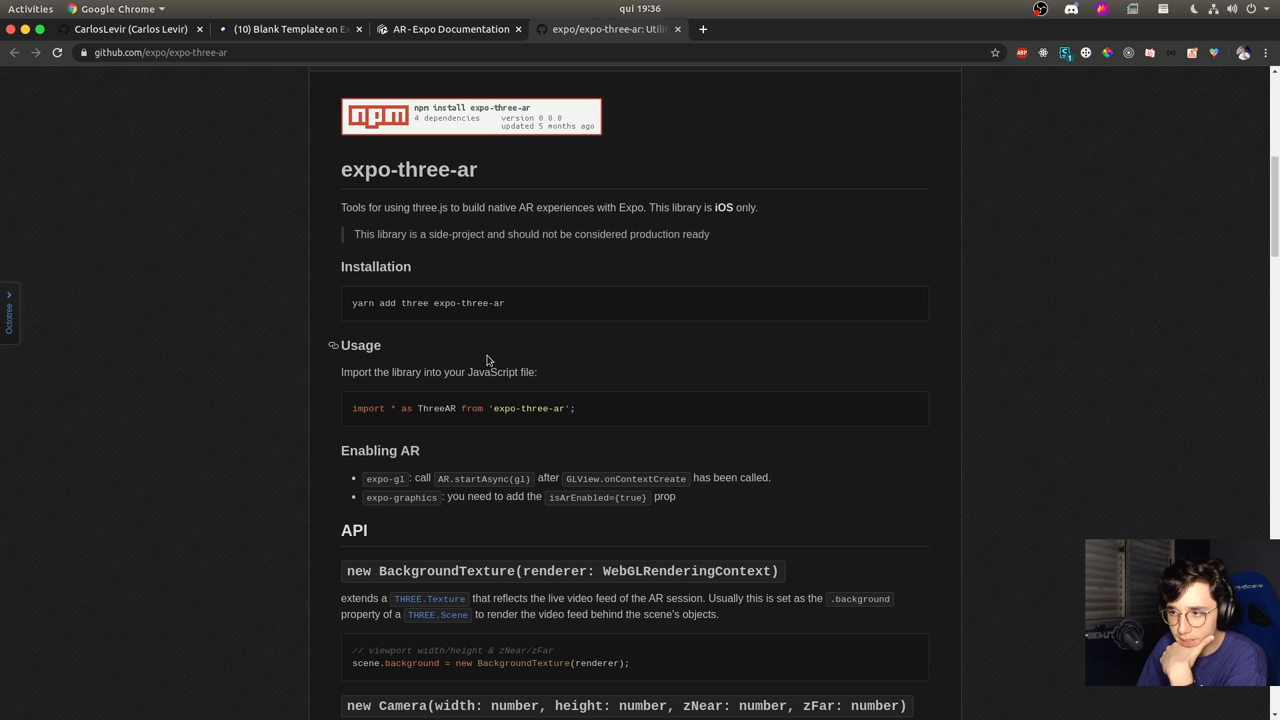 Activities
Google Chrome
qui 19:36
CarlosLevir (Carlos Levir)
(10) Blank Template on Ex
AR - Expo Documentation
expo/expo-three-ar: Utilit
github.com/expo/expo-three-ar
ABP
1
Octotree
npm
npm install expo-three-ar
4 dependencies version 0.0.0
updated 5 months ago
expo-three-ar
Tools for using three.js to build native AR experiences with Expo. This library is iOS only.
This library is a side-project and should not be considered production ready
Installation
yarn add three expo-three-ar
Usage
Import the library into your JavaScript file:
import * as ThreeAR from 'expo-three-ar';
Enabling AR
• expo-gl: call AR.startAsync(gl) after GLView.onContextCreate has been called.
• expo-graphics: you need to add the isArEnabled={true} prop
API
new BackgroundTexture(renderer: WebGLRenderingContext)
extends a THREE.Texture that reflects the live video feed of the AR session. Usually this is set as the .background
property of a THREE.Scene to render the video feed behind the scene's objects.
// viewport width/height & zNear/zFar
scene.background = new BackgroundTexture(renderer);
new Camera(width: number, height: number, zNear: number, zFar: number)